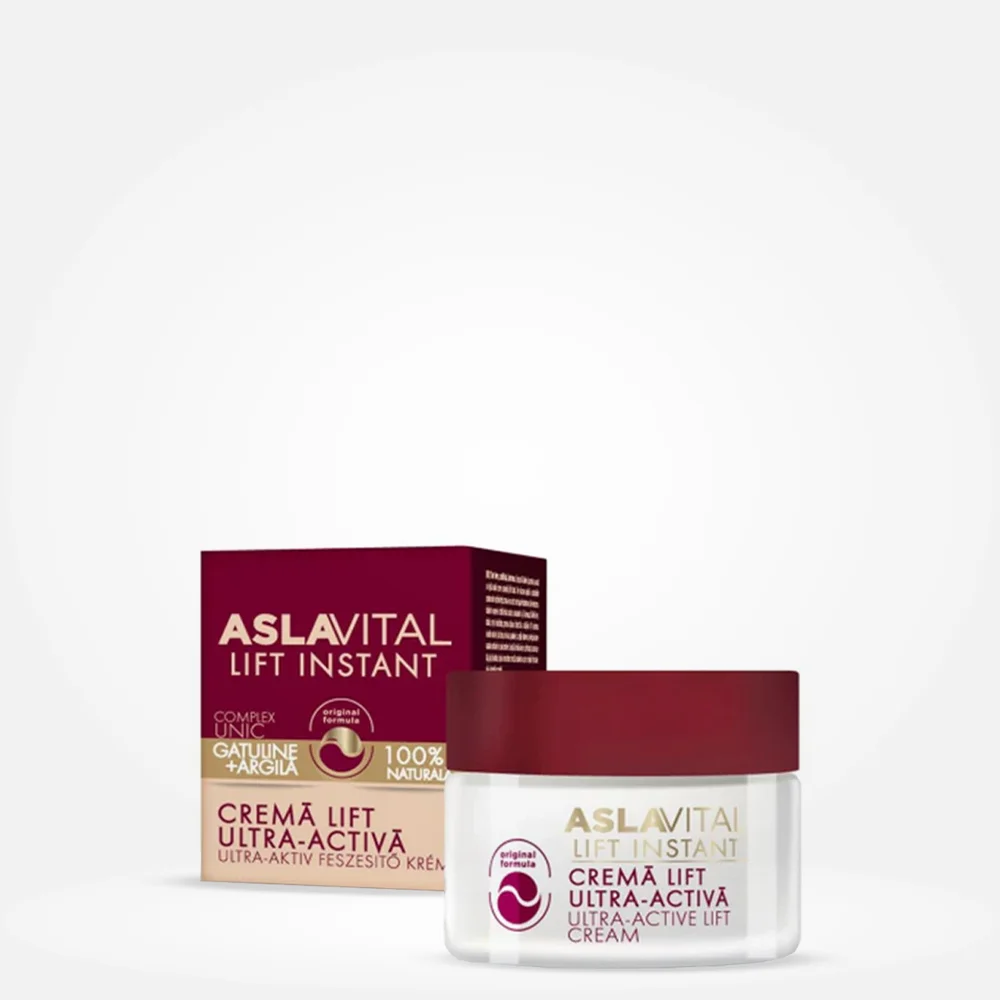 ASLAVITAL
LIFT INSTANT
COMPLEX
UNIC
GATULINE
+ARGILĂ
original
formula
100%
NATURALA
CREMĂ LIFT
ULTRA-ACTIVĂ
ULTRA-AKTIV FESZESITŐ KRÉM
ASLAVITAL
LIFT INSTANT
original
formula
CREMĂ LIFT
ULTRA-ACTIVĂ
ULTRA-ACTIVE LIFT
CREAM